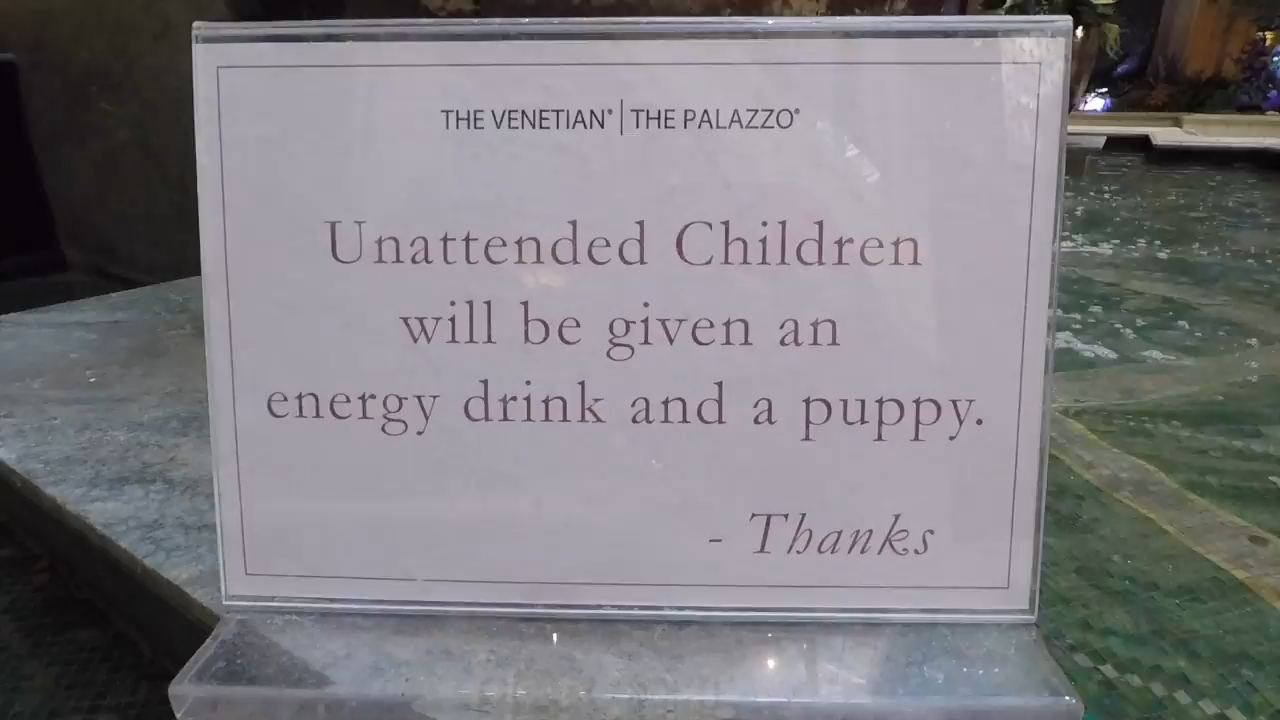 THE VENETIAN® | THE PALAZZO®
Unattended Children
will be given an
energy drink and a puppy.
- Thanks